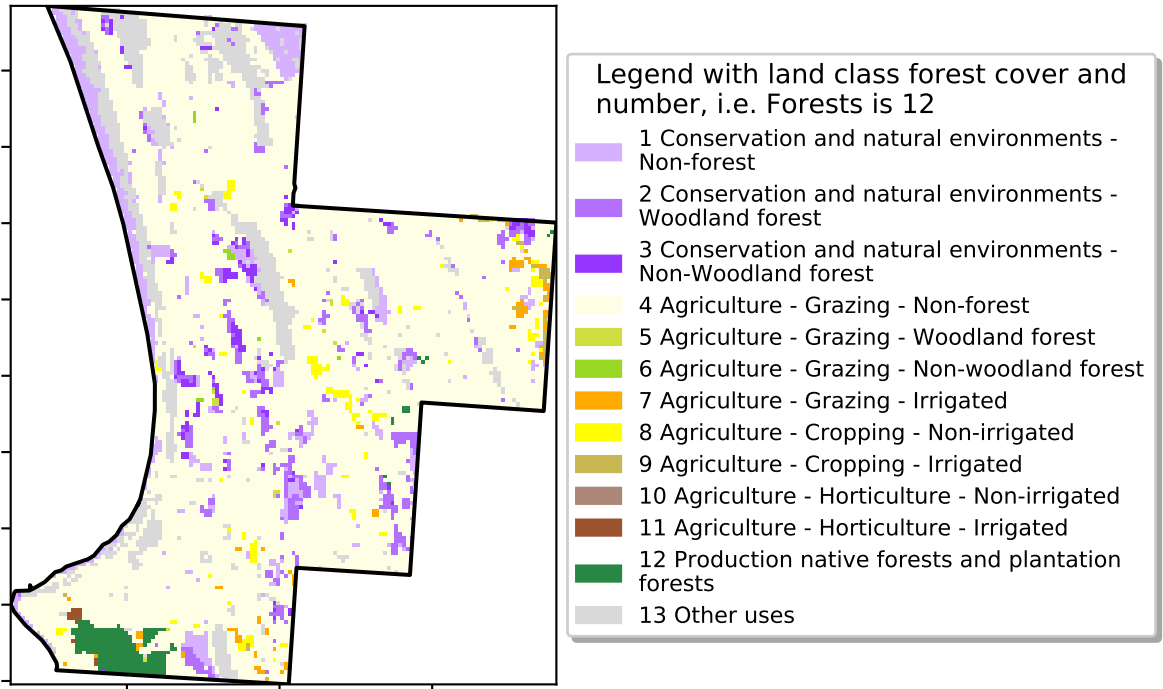 Legend with land class forest cover and
number, i.e. Forests is 12
1 Conservation and natural environments -
Non-forest
2 Conservation and natural environments -
Woodland forest
3 Conservation and natural environments -
Non-Woodland forest
4 Agriculture - Grazing - Non-forest
5 Agriculture - Grazing - Woodland forest
6 Agriculture - Grazing - Non-woodland forest
7 Agriculture - Grazing - Irrigated
8 Agriculture - Cropping - Non-irrigated
9 Agriculture - Cropping - Irrigated
10 Agriculture - Horticulture - Non-irrigated
11 Agriculture - Horticulture - Irrigated
12 Production native forests and plantation
forests
13 Other uses